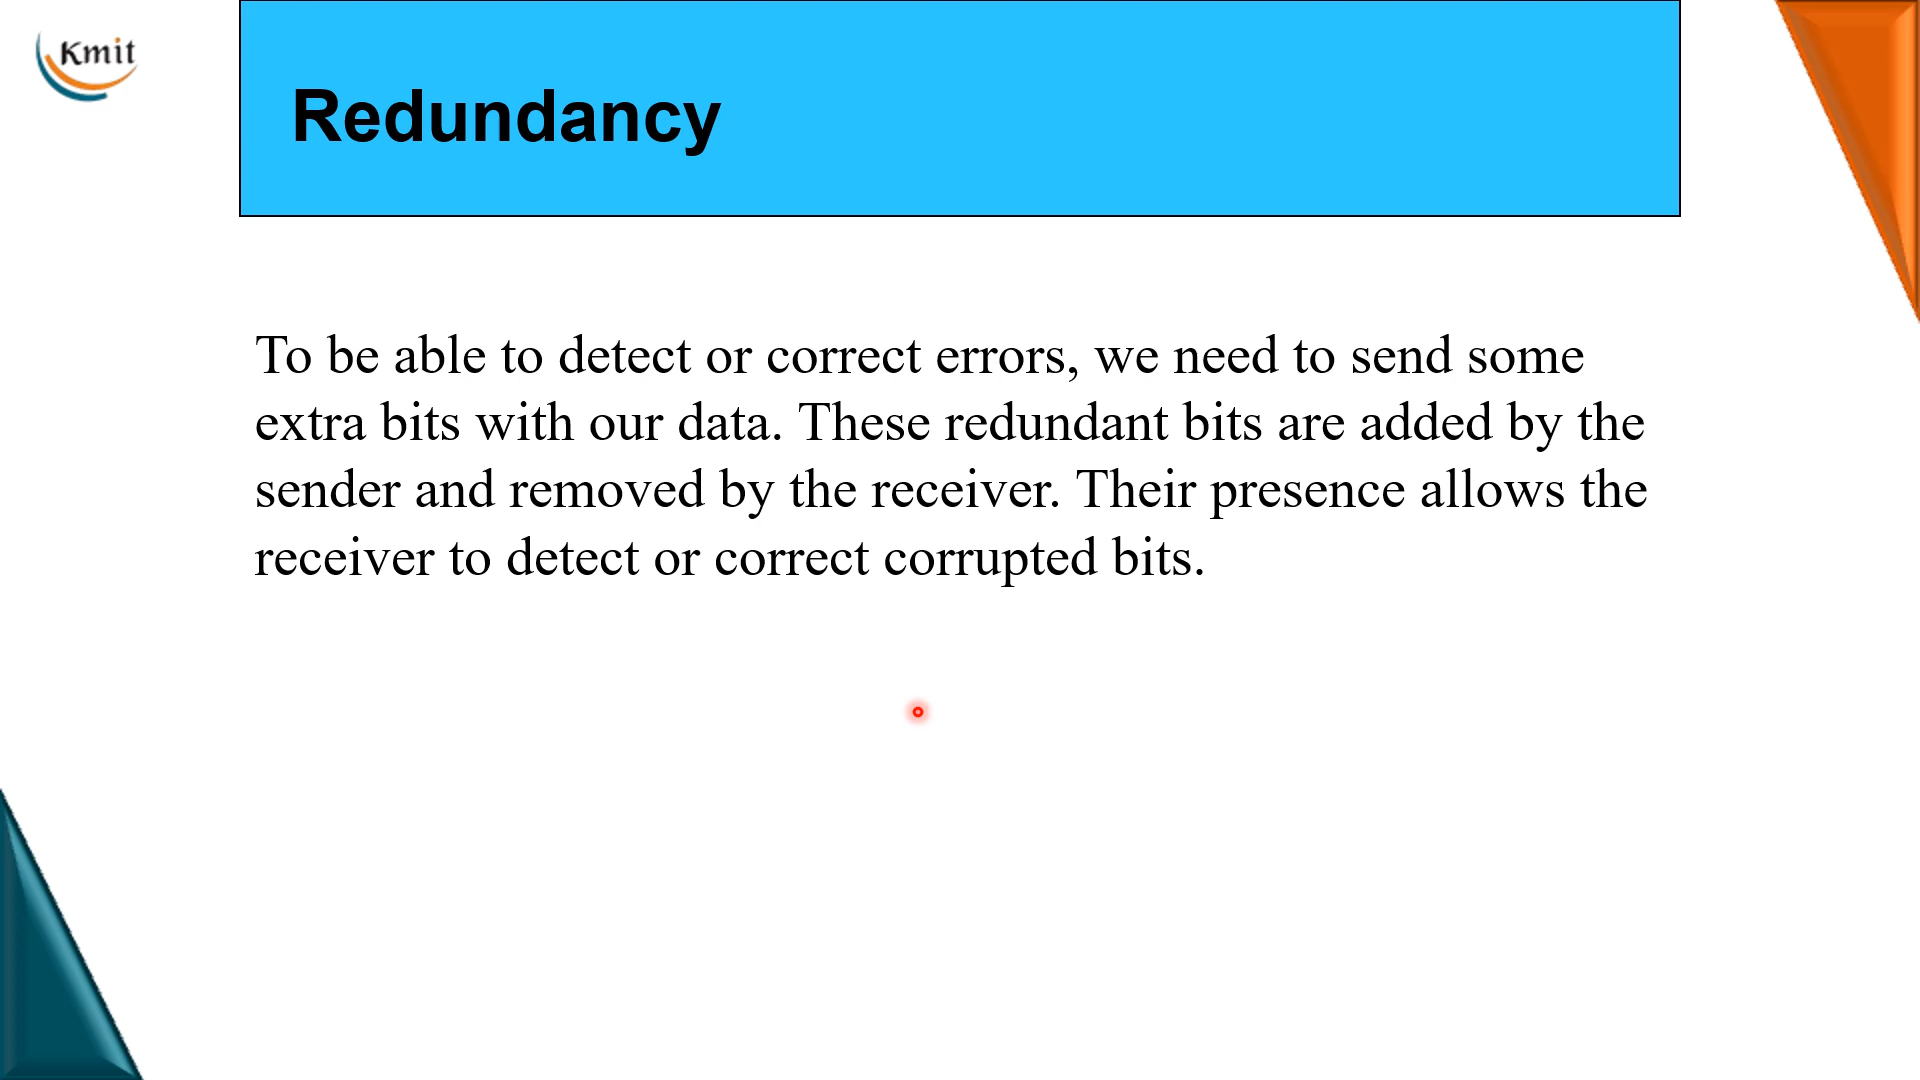 Kmit
Redundancy
To be able to detect or correct errors, we need to send some
extra bits with our data. These redundant bits are added by the
sender and removed by the receiver. Their presence allows the
receiver to detect or correct corrupted bits.